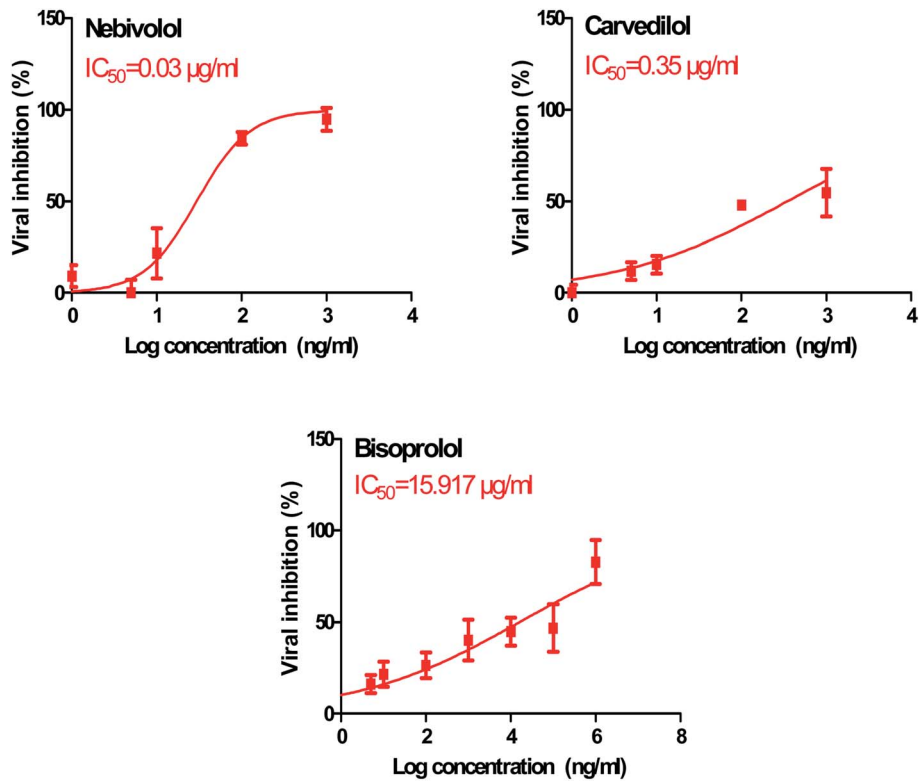 Nebivolol
IC50=0.03 µg/ml
150
100
50
0
Viral inhibition (%)
0 1 2 3 4
Log concentration (ng/ml)
Carvedilol
IC50=0.35 µg/ml
150
100
50
0
Viral inhibition (%)
0 1 2 3 4
Log concentration (ng/ml)
Bisoprolol
IC50=15.917 µg/ml
150
100
50
0
Viral inhibition (%)
0 2 4 6 8
Log concentration (ng/ml)